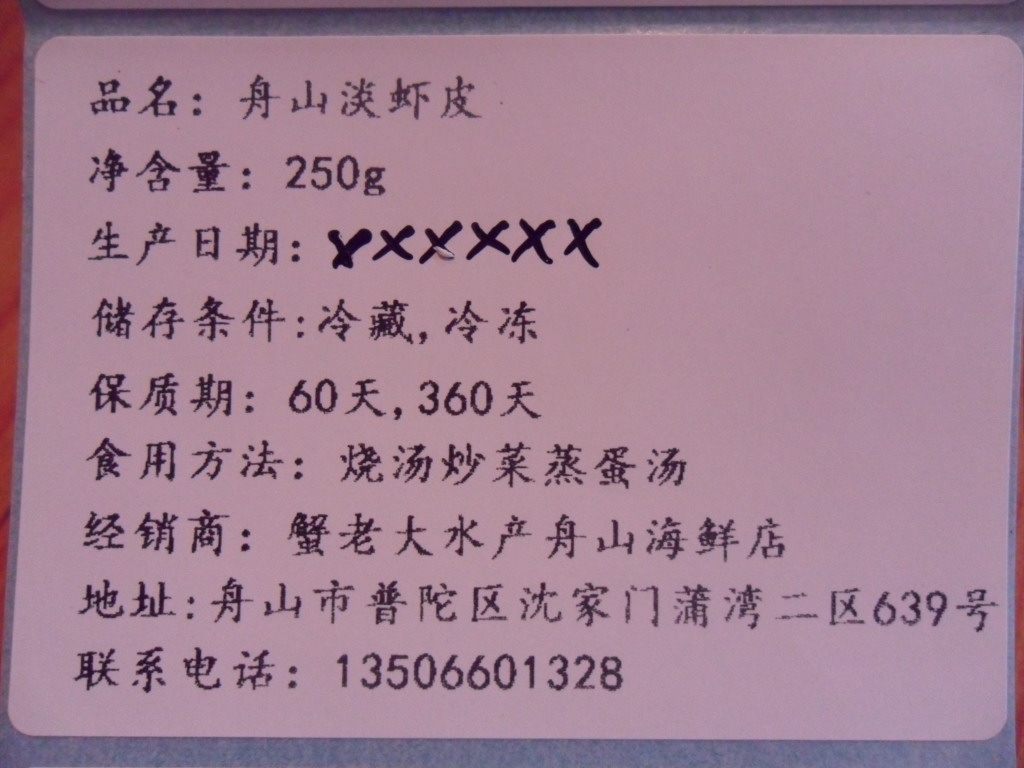 品名：舟山淡虾皮
净含量：250g
生产日期：XXXXXX
储存条件:冷藏,冷冻
保质期：60天,360天
食用方法：烧汤炒菜蒸蛋汤
经销商：蟹老大水产舟山海鲜店
地址:舟山市普陀区沈家门蒲湾二区639号
联系电话：13506601328